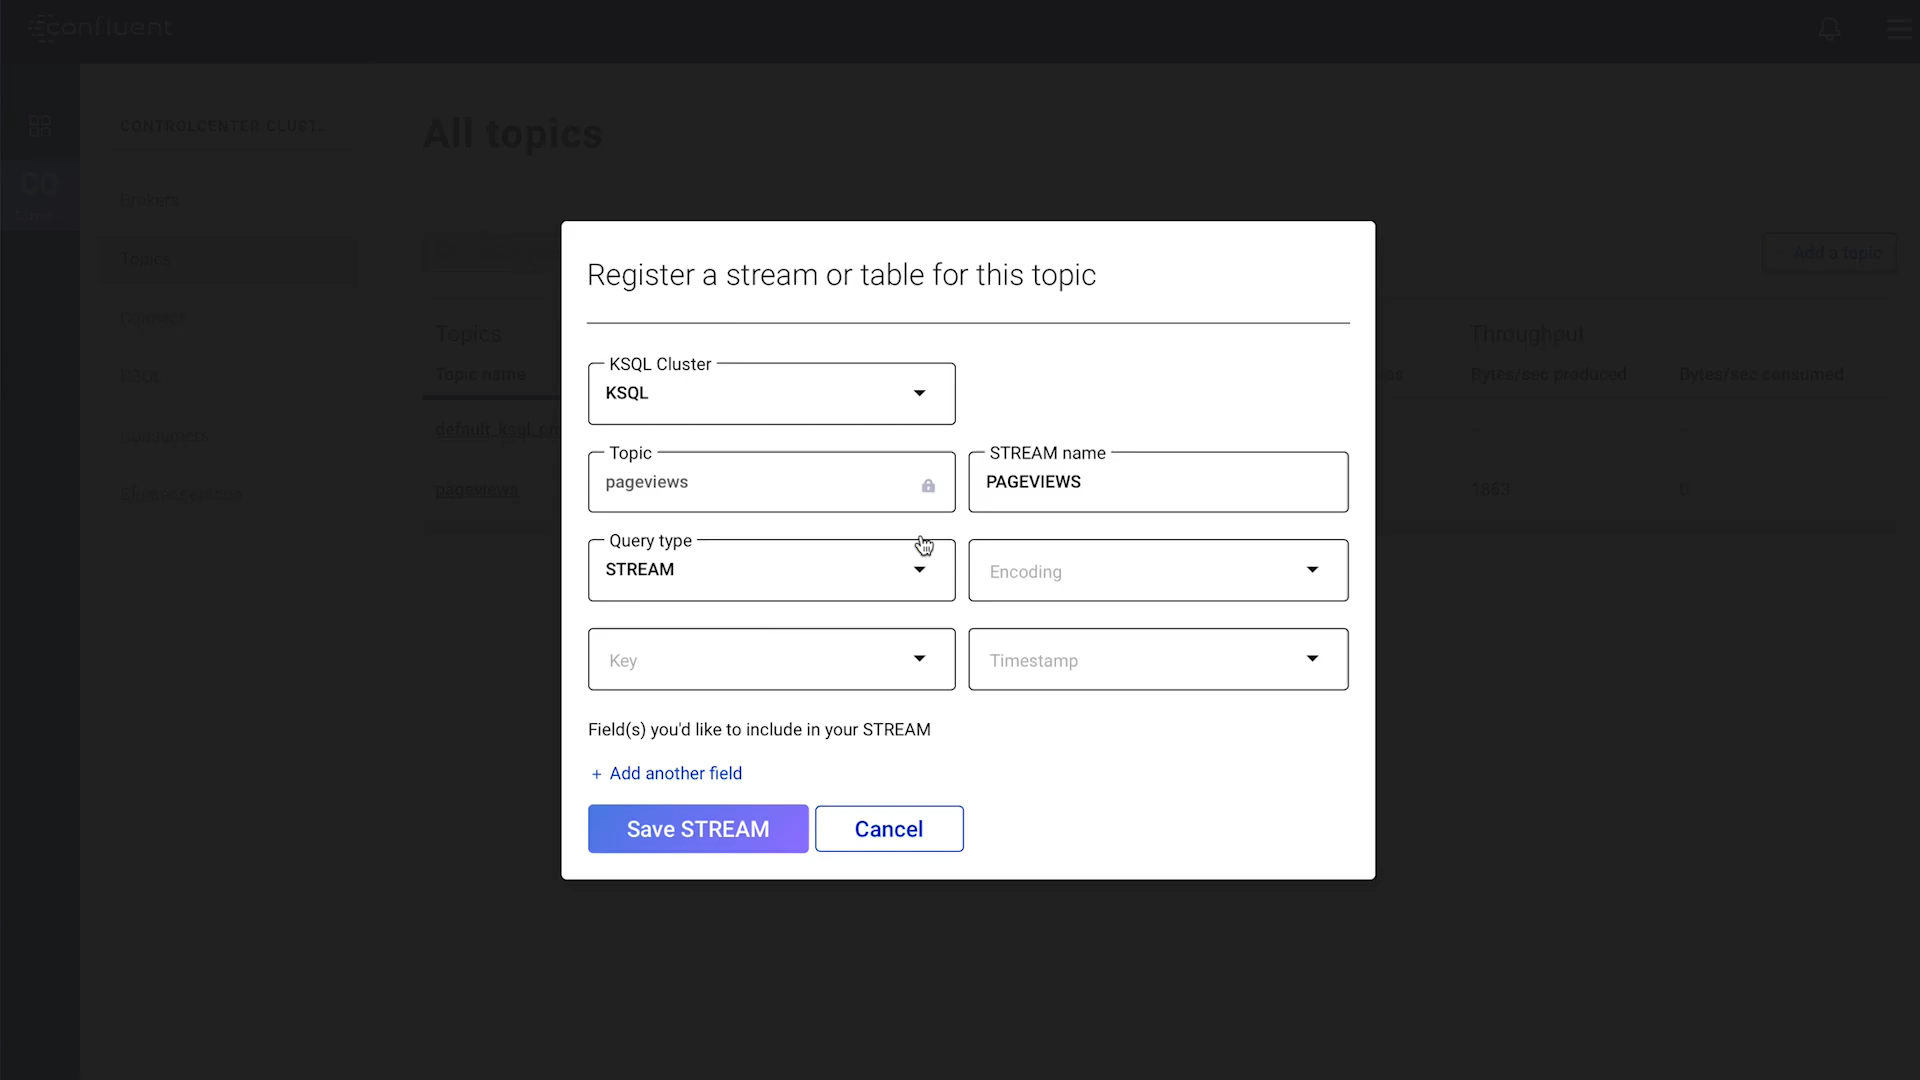 confluent
CONTROLCENTER CLUST...
All topics
CO
Brokers
Topics
Add a topic
Connect
Topics
Throughput
KSQL
Topic name
Bytes/sec produced
Bytes/sec consumed
default_ksql_pro
Consumers
pageviews
1863
0
Register a stream or table for this topic
KSQL Cluster
KSQL
Topic
pageviews
STREAM name
PAGEVIEWS
Query type
STREAM
Encoding
Key
Timestamp
Field(s) you'd like to include in your STREAM
+ Add another field
Save STREAM
Cancel